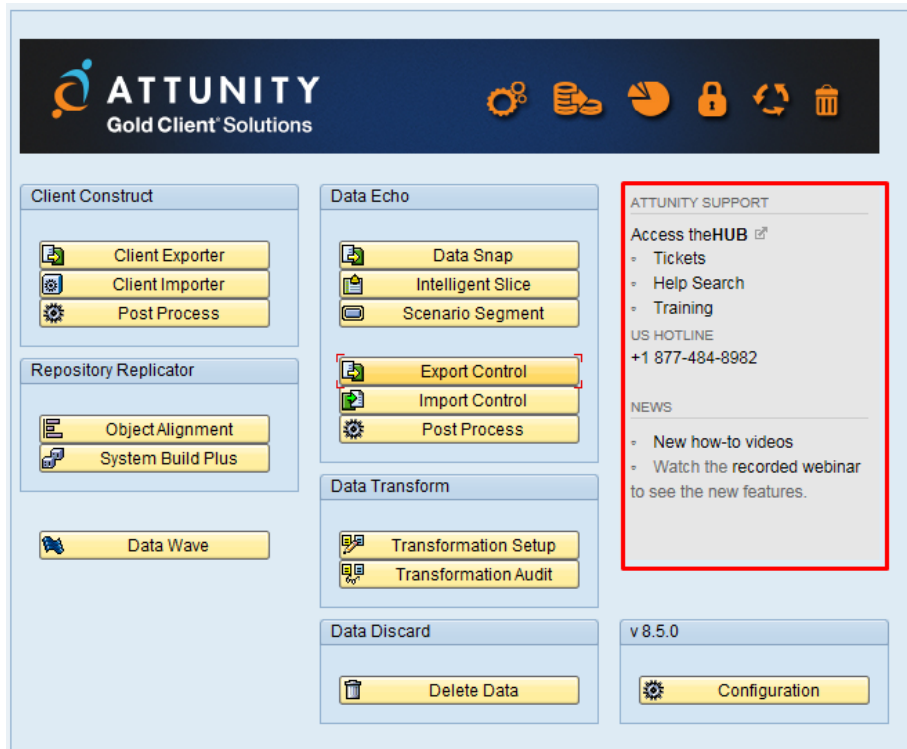 ATTUNITY
Gold Client® Solutions
Client Construct
Client Exporter
Client Importer
Post Process
Repository Replicator
Object Alignment
System Build Plus
Data Wave
Data Echo
Data Snap
Intelligent Slice
Scenario Segment
Export Control
Import Control
Post Process
Data Transform
Transformation Setup
Transformation Audit
Data Discard
Delete Data
ATTUNITY SUPPORT
Access theHUB
Tickets
Help Search
Training
US HOTLINE
+1 877-484-8982
NEWS
New how-to videos
Watch the recorded webinar
to see the new features.
v 8.5.0
Configuration